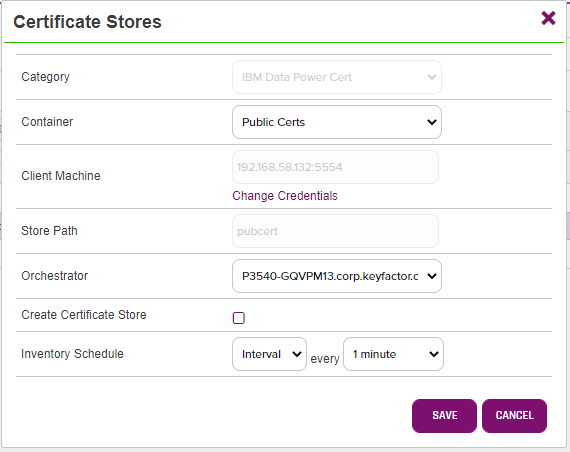 Certificate Stores
Category
IBM Data Power Cert
Container
Public Certs
Client Machine
192.168.58.132:5554
Change Credentials
Store Path
pubcert
Orchestrator
P3540-GQVPM13.corp.keyfactor.c
Create Certificate Store
Inventory Schedule
Interval every 1 minute
SAVE CANCEL